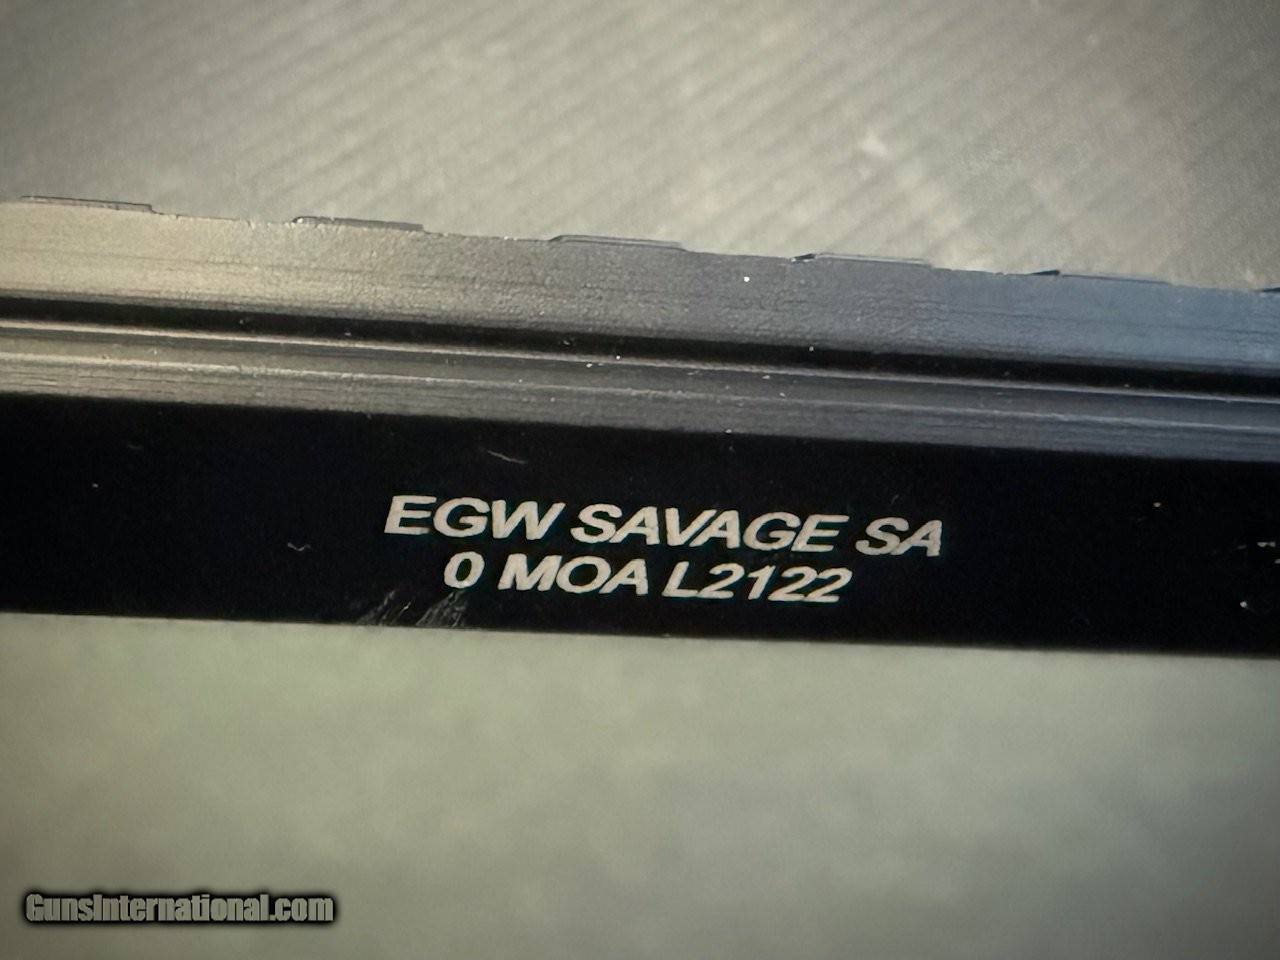 EGW SAVAGE SA
0 MOA L2122
GunsInternational.com